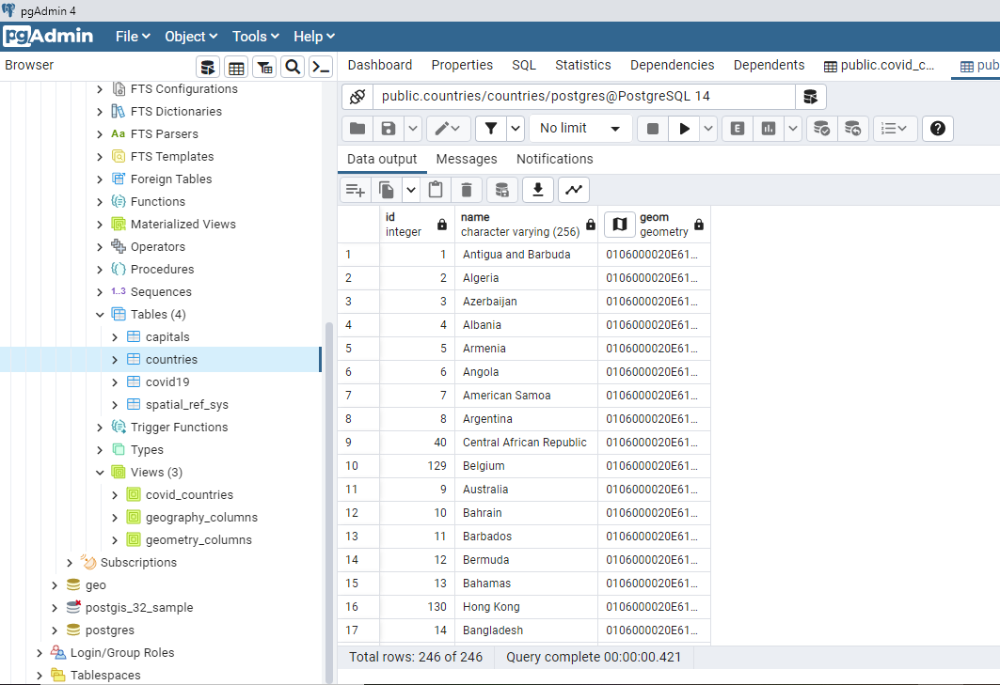 pgAdmin 4
pgAdmin File Object Tools Help
Browser
Dashboard Properties SQL Statistics Dependencies Dependents public.covid_c... pub
FTS Configurations
FTS Dictionaries
Aa FTS Parsers
FTS Templates
Foreign Tables
Functions
Materialized Views
Operators
Procedures
1..3 Sequences
Tables (4)
capitals
countries
covid19
spatial_ref_sys
Trigger Functions
Types
Views (3)
covid_countries
geography_columns
geometry_columns
Subscriptions
geo
postgis_32_sample
postgres
Login/Group Roles
Tablespaces
public.countries/countries/postgres@PostgreSQL 14
No limit E
Data output Messages Notifications
id name geom
integer character varying (256) geometry
1 1 Antigua and Barbuda 0106000020E61...
2 2 Algeria 0106000020E61...
3 3 Azerbaijan 0106000020E61...
4 4 Albania 0106000020E61...
5 5 Armenia 0106000020E61...
6 6 Angola 0106000020E61...
7 7 American Samoa 0106000020E61...
8 8 Argentina 0106000020E61...
9 40 Central African Republic 0106000020E61...
10 129 Belgium 0106000020E61...
11 9 Australia 0106000020E61...
12 10 Bahrain 0106000020E61...
13 11 Barbados 0106000020E61...
14 12 Bermuda 0106000020E61...
15 13 Bahamas 0106000020E61...
16 130 Hong Kong 0106000020E61...
17 14 Bangladesh 0106000020E61...
Total rows: 246 of 246 Query complete 00:00:00.421